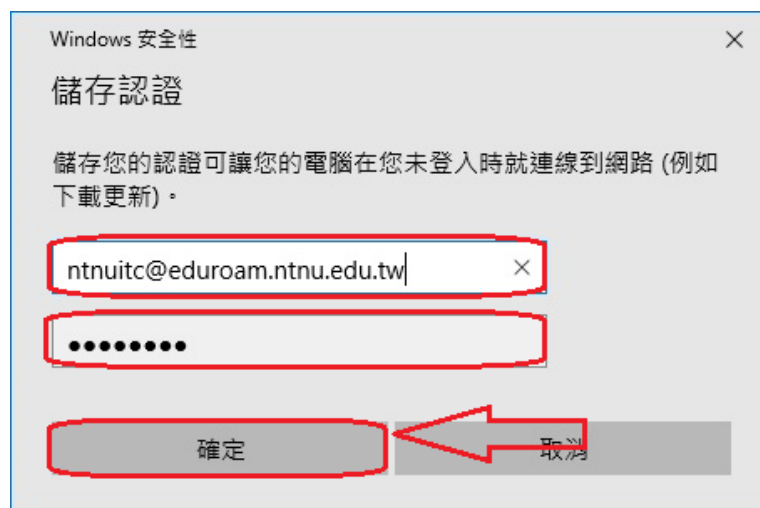 Windows 安全性
儲存認證
儲存您的認證可讓您的電腦在您未登入時就連線到網路 (例如
下載更新)。
ntnuitc@eduroam.ntnu.edu.tw
●●●●●●●●
確定
取消